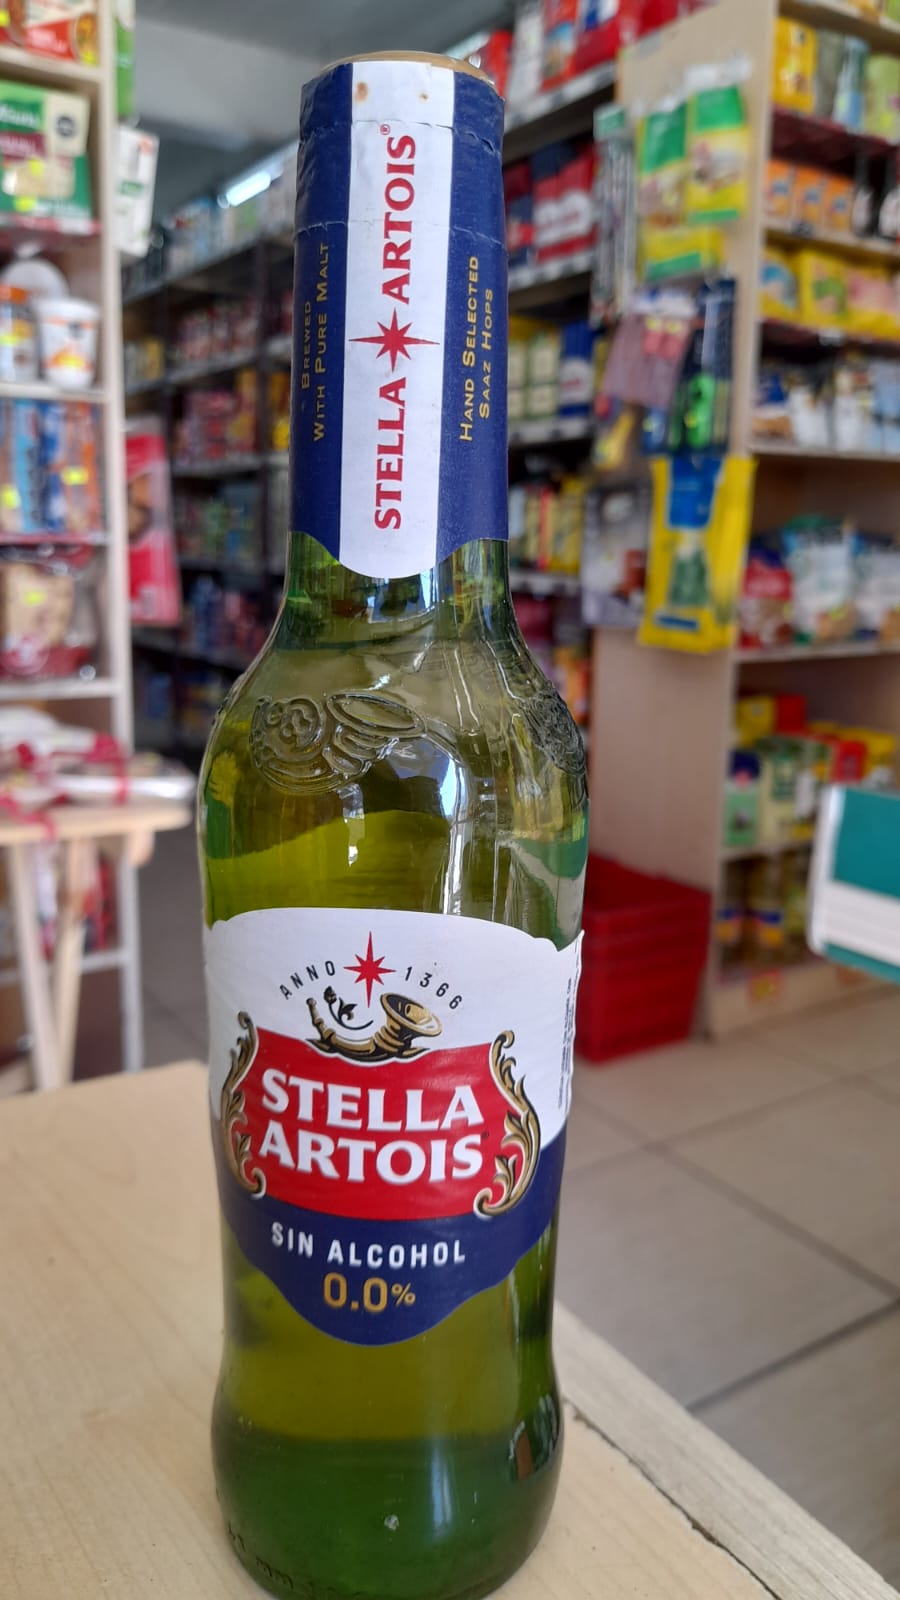 STELLA ARTOIS®
BREWED
WITH PURE MALT
HAND SELECTED
SAAZ HOPS
ANNO 1366
STELLA
ARTOIS
SIN ALCOHOL
0.0%